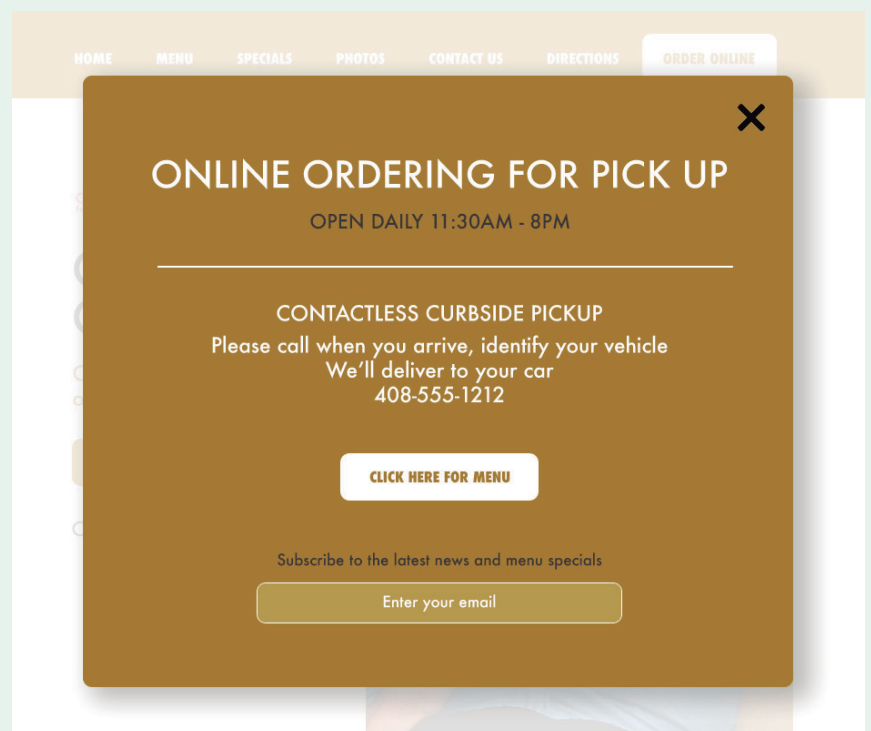 HOME MENU SPECIALS PHOTOS CONTACT US DIRECTIONS ORDER ONLINE
ONLINE ORDERING FOR PICK UP
OPEN DAILY 11:30AM - 8PM
CONTACTLESS CURBSIDE PICKUP
Please call when you arrive, identify your vehicle
We'll deliver to your car
408-555-1212
CLICK HERE FOR MENU
Subscribe to the latest news and menu specials
Enter your email